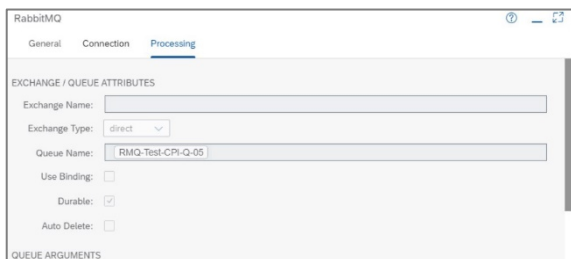 RabbitMQ
General Connection Processing
EXCHANGE / QUEUE ATTRIBUTES
Exchange Name:
Exchange Type: direct
Queue Name: RMQ-Test-CPI-Q-05
Use Binding:
Durable:
Auto Delete:
QUEUE ARGUMENTS